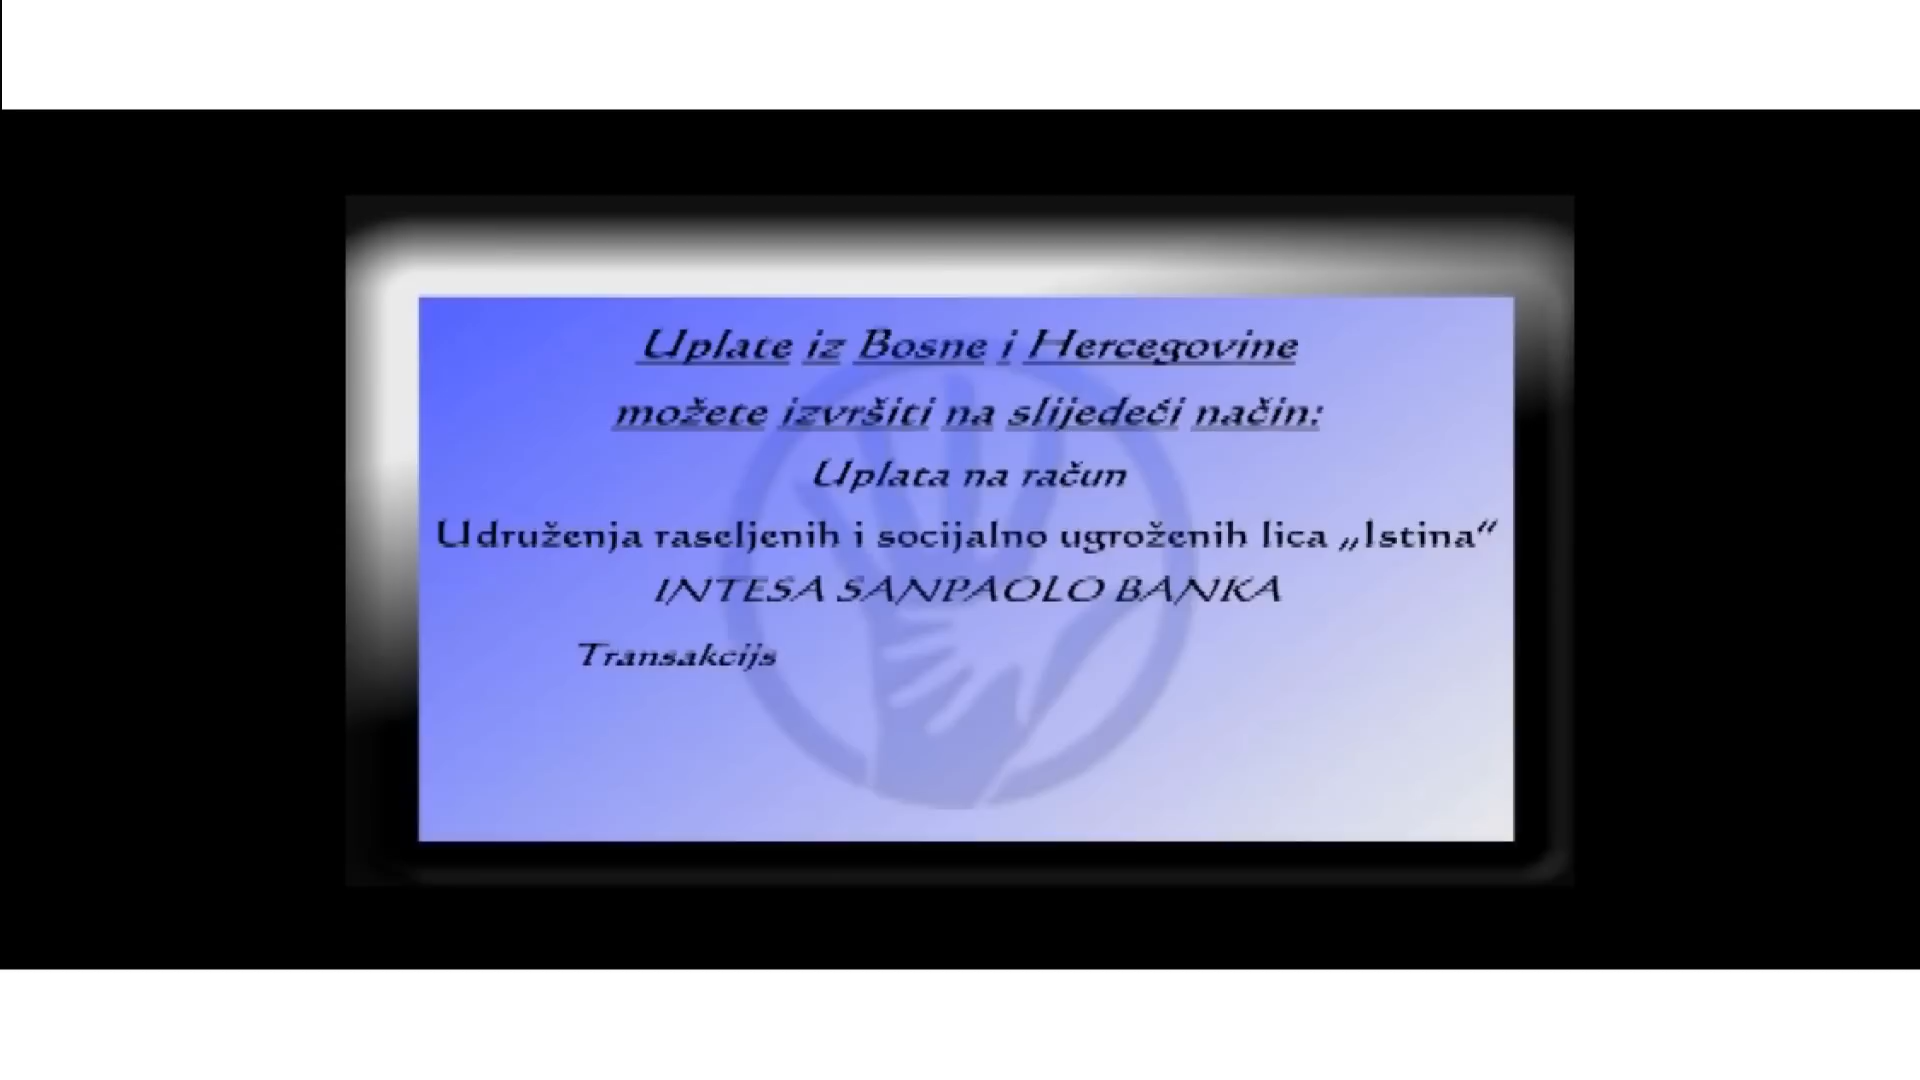 Uplate iz Bosne i Hercegovine
možete izvršiti na slijedeći način:
Uplata na račun
Udruženja raseljenih i socijalno ugroženih lica „Istina“
INTESA SANPAOLO BANKA
Transakcijs